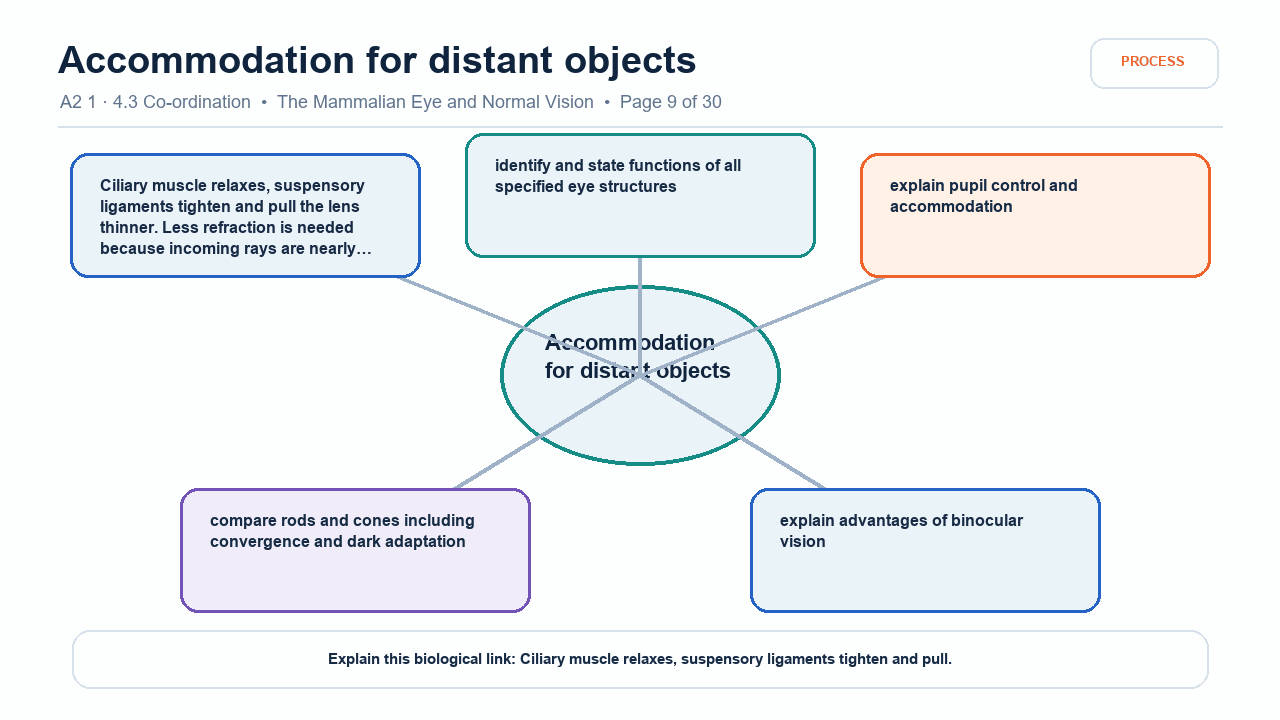 Accommodation for distant objects
PROCESS
A2 1 · 4.3 Co-ordination • The Mammalian Eye and Normal Vision • Page 9 of 30
Ciliary muscle relaxes, suspensory
ligaments tighten and pull the lens
thinner. Less refraction is needed
because incoming rays are nearly…
identify and state functions of all
specified eye structures
explain pupil control and
accommodation
Accommodation
for distant objects
compare rods and cones including
convergence and dark adaptation
explain advantages of binocular
vision
Explain this biological link: Ciliary muscle relaxes, suspensory ligaments tighten and pull.